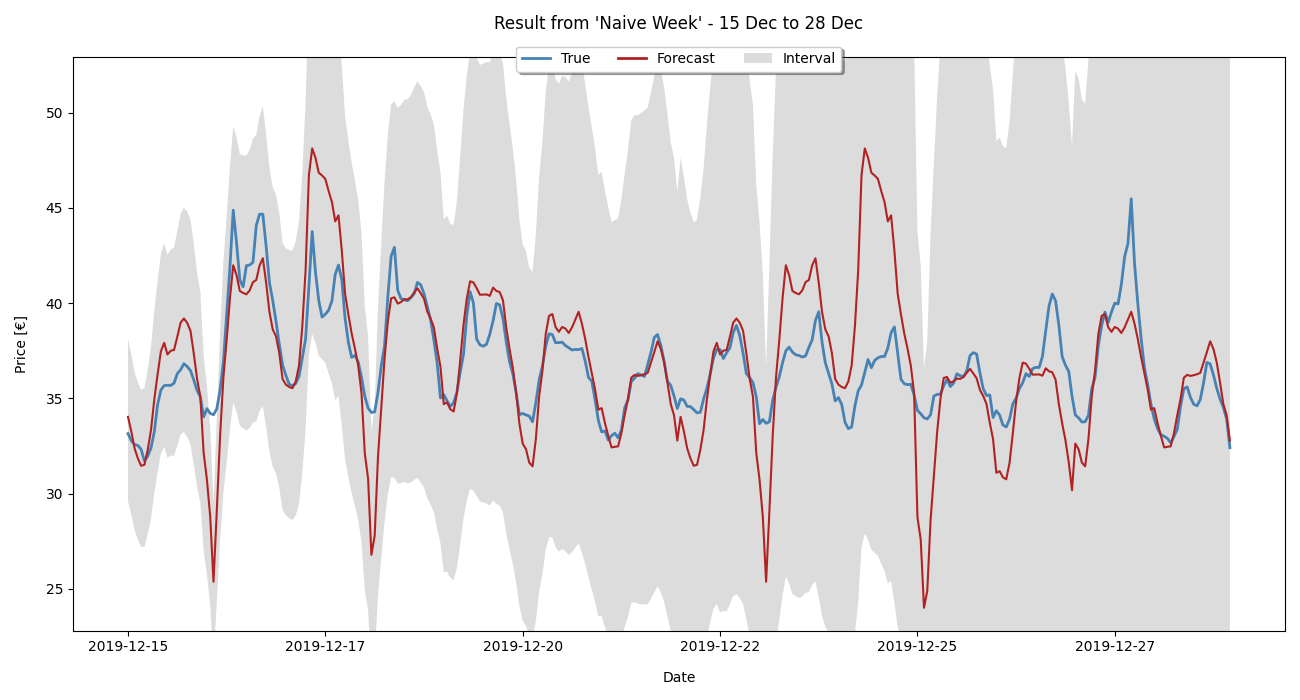 Result from 'Naive Week' - 15 Dec to 28 Dec
True Forecast Interval
50
45
40
35
30
25
Price [€]
2019-12-15 2019-12-17 2019-12-20 2019-12-22 2019-12-25 2019-12-27
Date